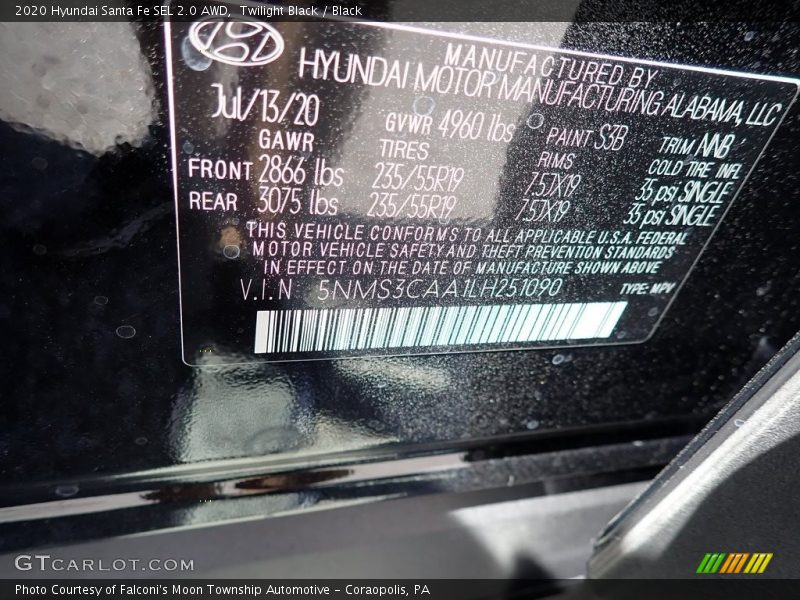 2020 Hyundai Santa Fe SEL 2.0 AWD,  Twilight Black / Black
MANUFACTURED BY
HYUNDAI MOTOR MANUFACTURING ALABAMA, LLC
Jul/13/20 GVWR 4960 lbs PAINT S3B TRIM NNB
GAWR TIRES RIMS COLD TIRE INFL
FRONT 2866 lbs 235/55R19 7.5JX19 35 psi SINGLE
REAR 3075 lbs 235/55R19 7.5JX19 35 psi SINGLE
THIS VEHICLE CONFORMS TO ALL APPLICABLE U.S.A. FEDERAL
MOTOR VEHICLE SAFETY AND THEFT PREVENTION STANDARDS
IN EFFECT ON THE DATE OF MANUFACTURE SHOWN ABOVE
V.I.N 5NMS3CAA1LH251090 TYPE: MPV
GTCARLOT.COM
Photo Courtesy of Falconi's Moon Township Automotive – Coraopolis, PA